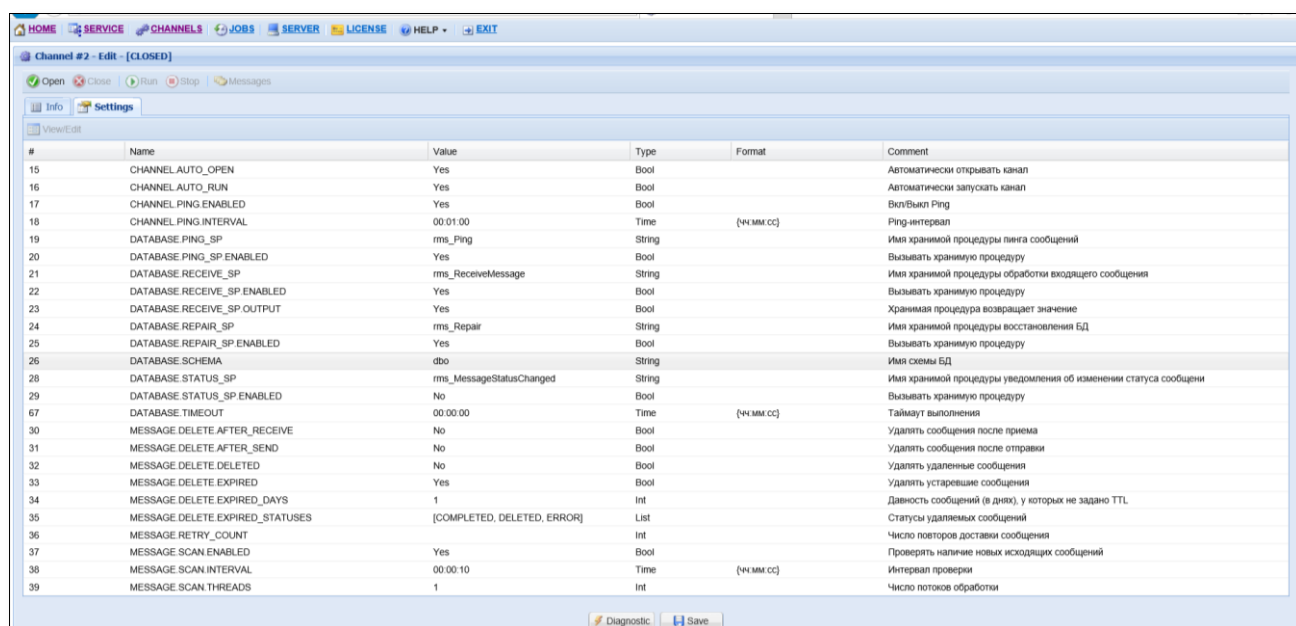 HOME SERVICE CHANNELS JOBS SERVER LICENSE HELP EXIT
Channel #2 - Edit - [CLOSED]
Open Close Run Stop Messages
Info Settings
View/Edit
# Name Value Type Format Comment
15 CHANNEL.AUTO_OPEN Yes Bool Автоматически открывать канал
16 CHANNEL.AUTO_RUN Yes Bool Автоматически запускать канал
17 CHANNEL.PING.ENABLED Yes Bool Вкл/Выкл Ping
18 CHANNEL.PING.INTERVAL 00:01:00 Time {чч:мм:сс} Ping-интервал
19 DATABASE.PING_SP rms_Ping String Имя хранимой процедуры пинга сообщений
20 DATABASE.PING_SP.ENABLED Yes Bool Вызывать хранимую процедуру
21 DATABASE.RECEIVE_SP rms_ReceiveMessage String Имя хранимой процедуры обработки входящего сообщения
22 DATABASE.RECEIVE_SP.ENABLED Yes Bool Вызывать хранимую процедуру
23 DATABASE.RECEIVE_SP.OUTPUT Yes Bool Хранимая процедура возвращает значение
24 DATABASE.REPAIR_SP rms_Repair String Имя хранимой процедуры восстановления БД
25 DATABASE.REPAIR_SP.ENABLED Yes Bool Вызывать хранимую процедуру
26 DATABASE.SCHEMA dbo String Имя схемы БД
28 DATABASE.STATUS_SP rms_MessageStatusChanged String Имя хранимой процедуры уведомления об изменении статуса сообщени
29 DATABASE.STATUS_SP.ENABLED No Bool Вызывать хранимую процедуру
67 DATABASE.TIMEOUT 00:00:00 Time {чч:мм:сс} Таймаут выполнения
30 MESSAGE.DELETE.AFTER_RECEIVE No Bool Удалять сообщения после приема
31 MESSAGE.DELETE.AFTER_SEND No Bool Удалять сообщения после отправки
32 MESSAGE.DELETE.DELETED No Bool Удалять удаленные сообщения
33 MESSAGE.DELETE.EXPIRED Yes Bool Удалять устаревшие сообщения
34 MESSAGE.DELETE.EXPIRED_DAYS 1 Int Давность сообщений (в днях), у которых не задано TTL
35 MESSAGE.DELETE.EXPIRED_STATUSES [COMPLETED, DELETED, ERROR] List Статусы удаляемых сообщений
36 MESSAGE.RETRY_COUNT Int Число повторов доставки сообщения
37 MESSAGE.SCAN.ENABLED Yes Bool Проверять наличие новых исходящих сообщений
38 MESSAGE.SCAN.INTERVAL 00:00:10 Time {чч:мм:сс} Интервал проверки
39 MESSAGE.SCAN.THREADS 1 Int Число потоков обработки
Diagnostic Save